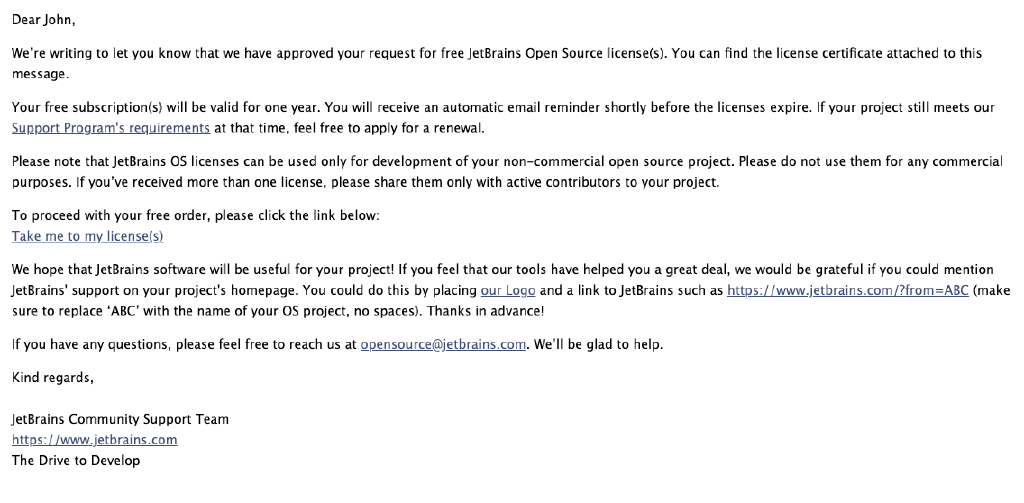 Dear John,
We're writing to let you know that we have approved your request for free JetBrains Open Source license(s). You can find the license certificate attached to this
message.
Your free subscription(s) will be valid for one year. You will receive an automatic email reminder shortly before the licenses expire. If your project still meets our
Support Program's requirements at that time, feel free to apply for a renewal.
Please note that JetBrains OS licenses can be used only for development of your non-commercial open source project. Please do not use them for any commercial
purposes. If you've received more than one license, please share them only with active contributors to your project.
To proceed with your free order, please click the link below:
Take me to my license(s)
We hope that JetBrains software will be useful for your project! If you feel that our tools have helped you a great deal, we would be grateful if you could mention
JetBrains' support on your project's homepage. You could do this by placing our Logo and a link to JetBrains such as https://www.jetbrains.com/?from=ABC (make
sure to replace 'ABC' with the name of your OS project, no spaces). Thanks in advance!
If you have any questions, please feel free to reach us at opensource@jetbrains.com. We'll be glad to help.
Kind regards,
JetBrains Community Support Team
https://www.jetbrains.com
The Drive to Develop